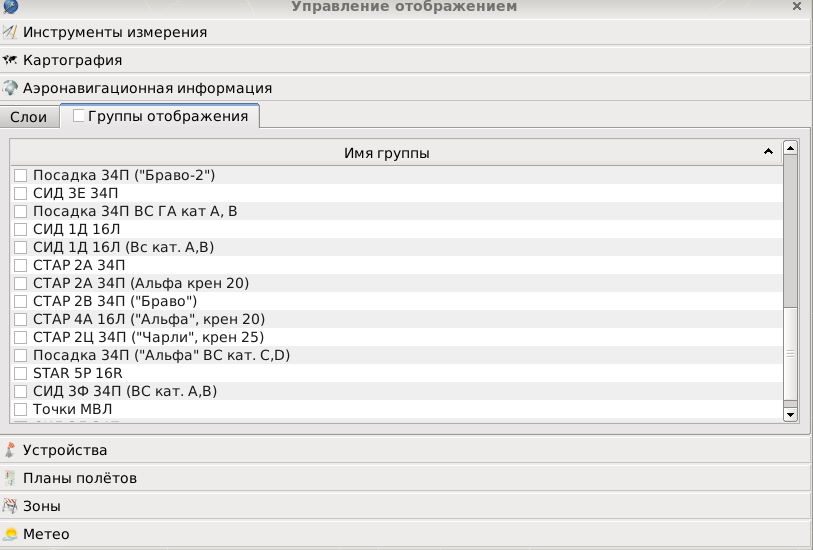 Управление отображением
Инструменты измерения
Картография
Аэронавигационная информация
Слои Группы отображения
Имя группы
Посадка 34П ("Браво-2")
СИД 3Е 34П
Посадка 34П ВС ГА кат А, В
СИД 1Д 16Л
СИД 1Д 16Л (Вс кат. А,В)
СТАР 2А 34П
СТАР 2А 34П (Альфа крен 20)
СТАР 2В 34П ("Браво")
СТАР 4А 16Л ("Альфа", крен 20)
СТАР 2Ц 34П ("Чарли", крен 25)
Посадка 34П ("Альфа" ВС кат. C,D)
STAR 5P 16R
СИД 3Ф 34П (ВС кат. А,В)
Точки МВЛ
Устройства
Планы полётов
Зоны
Метео